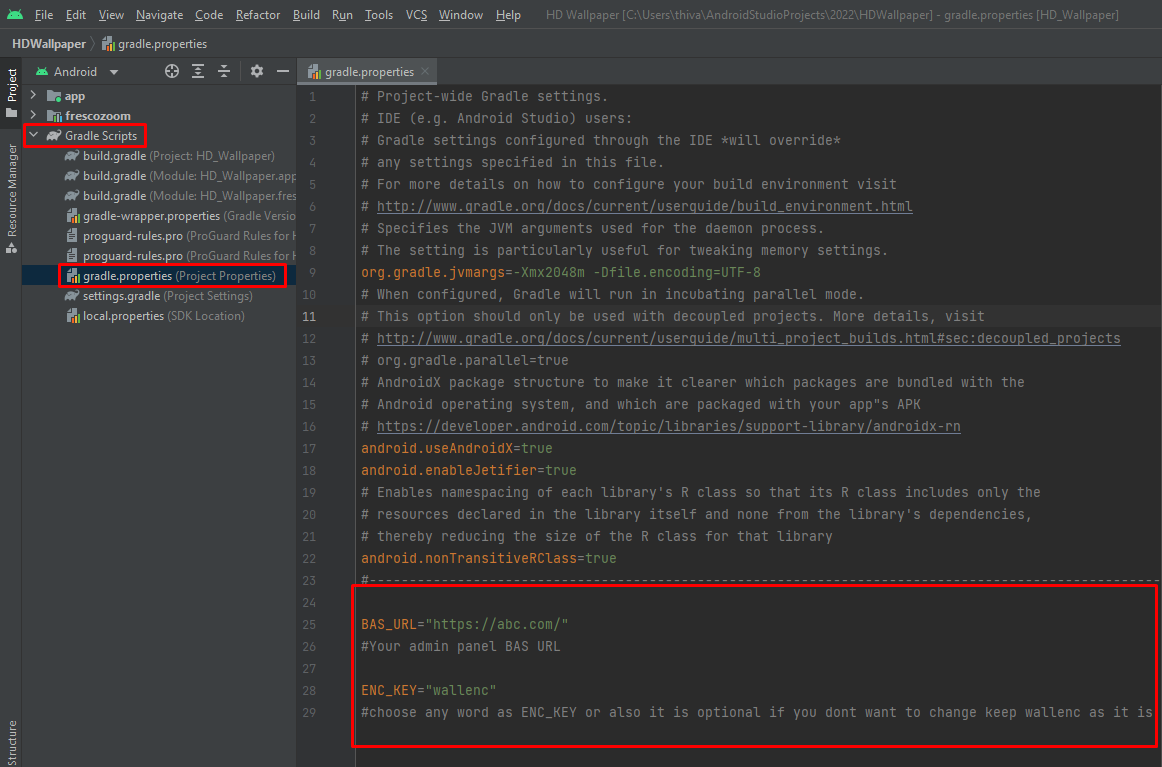 File Edit View Navigate Code Refactor Build Run Tools VCS Window Help HD Wallpaper [C:\Users\thiva\AndroidStudioProjects\2022\HDWallpaper] - gradle.properties [HD_Wallpaper]
HDWallpaper gradle.properties
Project
Resource Manager
Structure
Android
app
frescozoom
Gradle Scripts
build.gradle (Project: HD_Wallpaper)
build.gradle (Module: HD_Wallpaper.app
build.gradle (Module: HD_Wallpaper.fres
gradle-wrapper.properties (Gradle Versio
proguard-rules.pro (ProGuard Rules for H
proguard-rules.pro (ProGuard Rules for H
gradle.properties (Project Properties)
settings.gradle (Project Settings)
local.properties (SDK Location)
gradle.properties
1 # Project-wide Gradle settings.
2 # IDE (e.g. Android Studio) users:
3 # Gradle settings configured through the IDE *will override*
4 # any settings specified in this file.
5 # For more details on how to configure your build environment visit
6 # http://www.gradle.org/docs/current/userguide/build_environment.html
7 # Specifies the JVM arguments used for the daemon process.
8 # The setting is particularly useful for tweaking memory settings.
9 org.gradle.jvmargs=-Xmx2048m -Dfile.encoding=UTF-8
10 # When configured, Gradle will run in incubating parallel mode.
11 # This option should only be used with decoupled projects. More details, visit
12 # http://www.gradle.org/docs/current/userguide/multi_project_builds.html#sec:decoupled_projects
13 # org.gradle.parallel=true
14 # AndroidX package structure to make it clearer which packages are bundled with the
15 # Android operating system, and which are packaged with your app"s APK
16 # https://developer.android.com/topic/libraries/support-library/androidx-rn
17 android.useAndroidX=true
18 android.enableJetifier=true
19 # Enables namespacing of each library's R class so that its R class includes only the
20 # resources declared in the library itself and none from the library's dependencies,
21 # thereby reducing the size of the R class for that library
22 android.nonTransitiveRClass=true
23 #---------------------------------------------------------------------------------------------------
24
25 BAS_URL="https://abc.com/"
26 #Your admin panel BAS URL
27
28 ENC_KEY="wallenc"
29 #choose any word as ENC_KEY or also it is optional if you dont want to change keep wallenc as it is